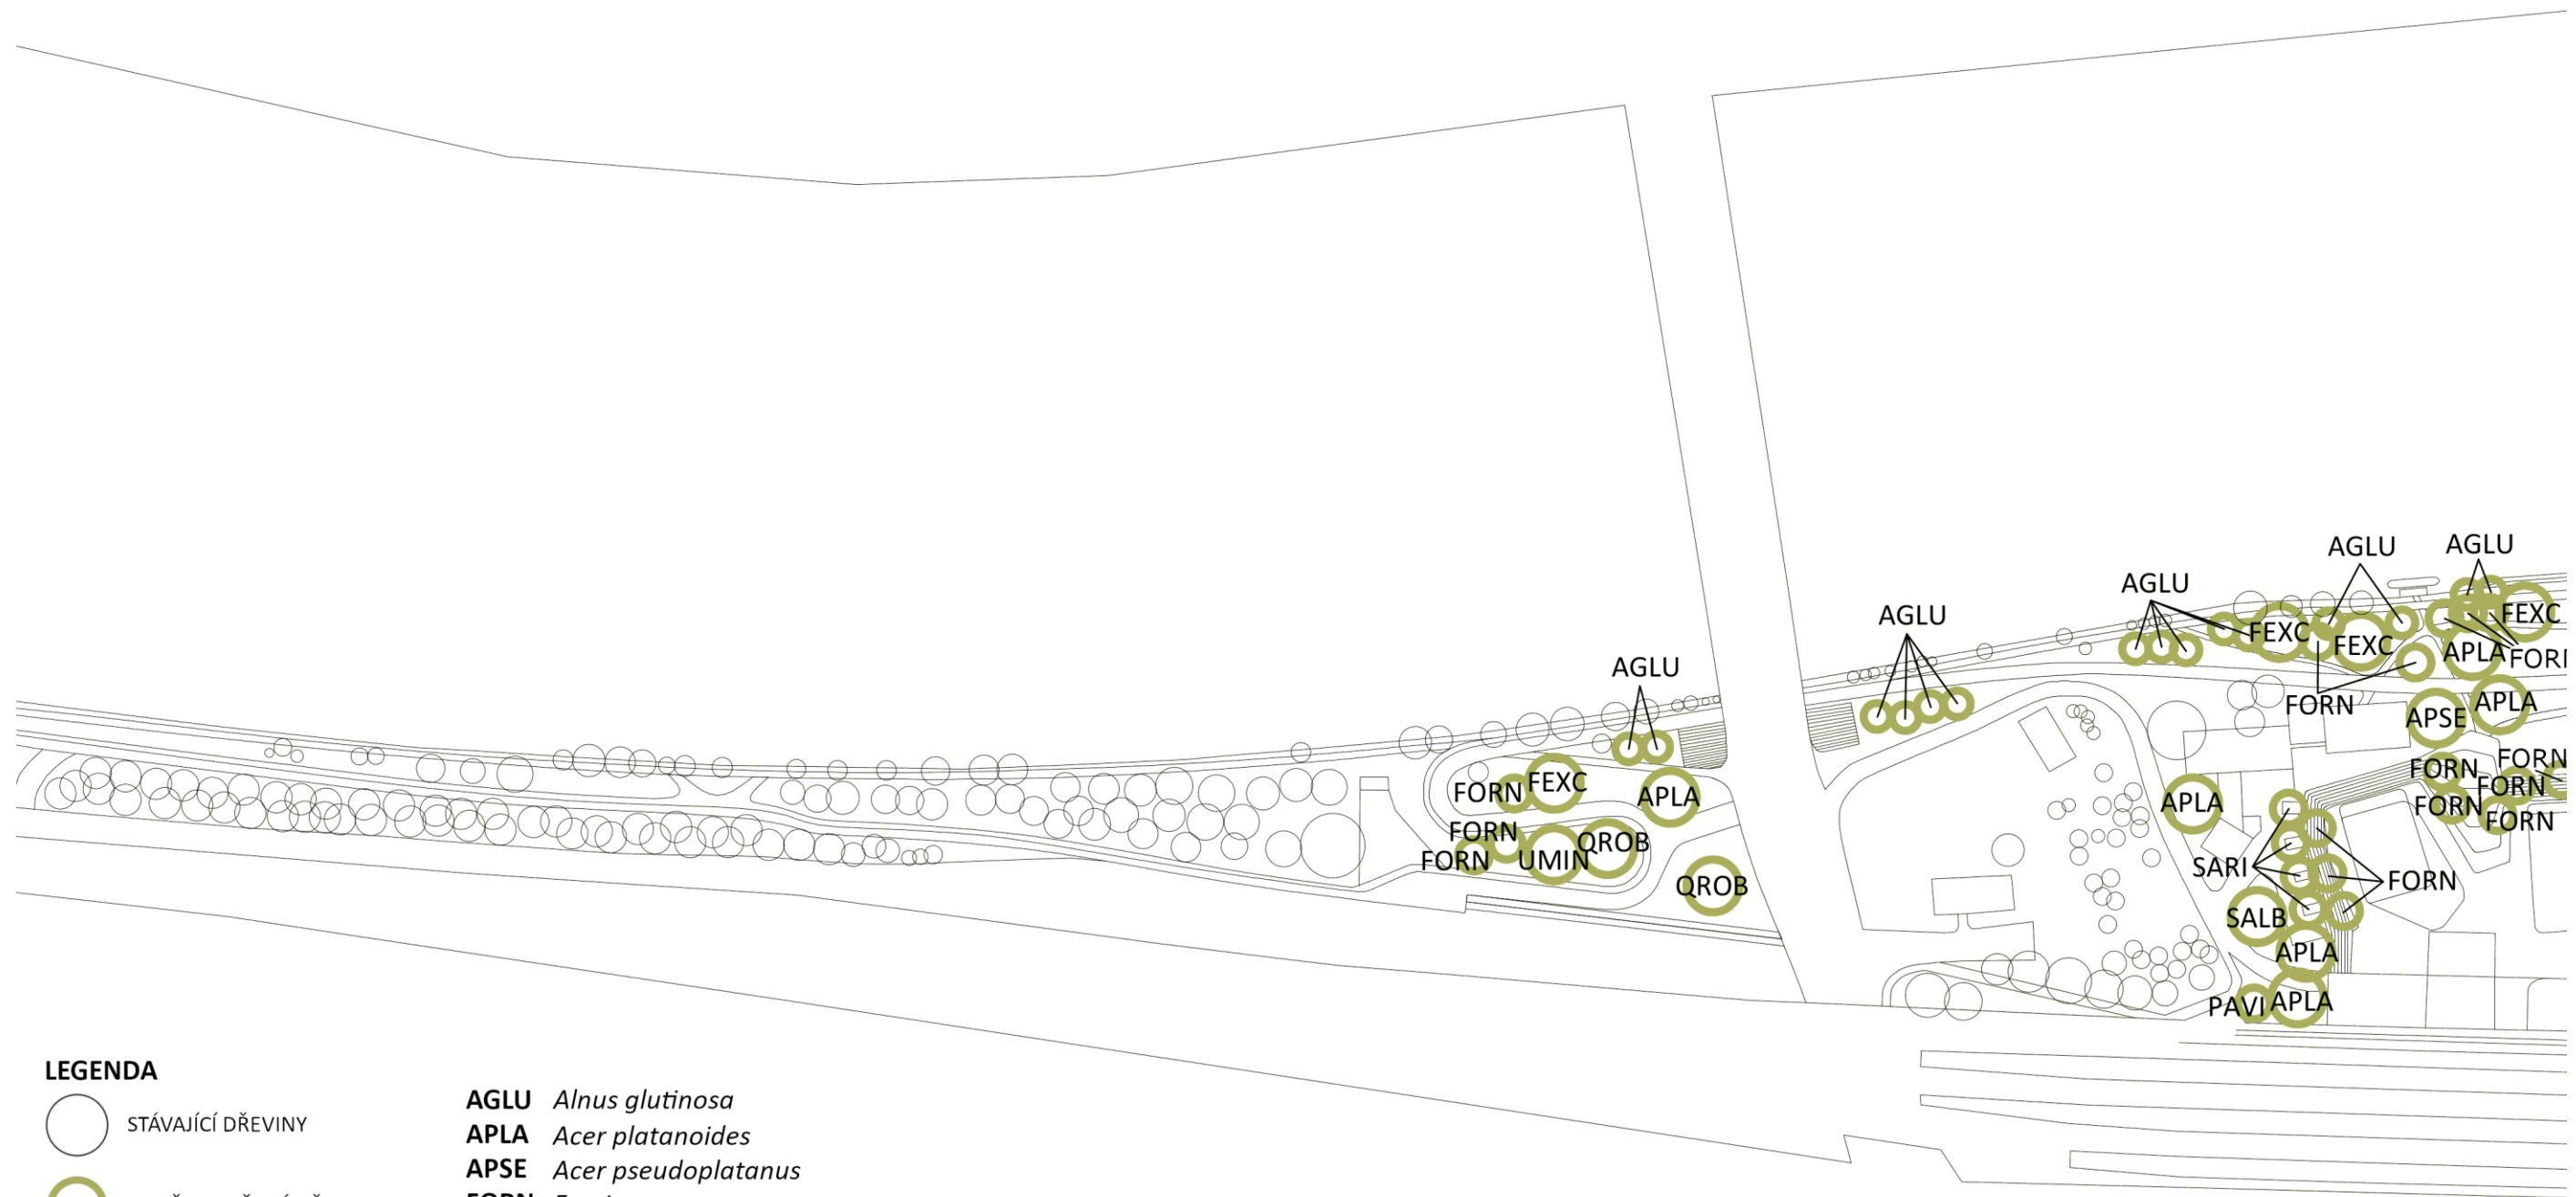 AGLU
AGLU
AGLU
AGLU
AGLU
FEXC
FEXC
FEXC
APLA
FORN
APSE
APLA
FORN
FEXC
APLA
FORN
QROB
FORN
UMIN
QROB
APLA
FORN
FORN
FORN
FORN
FORN
SARI
FORN
SALB
APLA
PAVI
APLA
LEGENDA
STÁVAJÍCÍ DŘEVINY
AGLU Alnus glutinosa
APLA Acer platanoides
APSE Acer pseudoplatanus
FORN